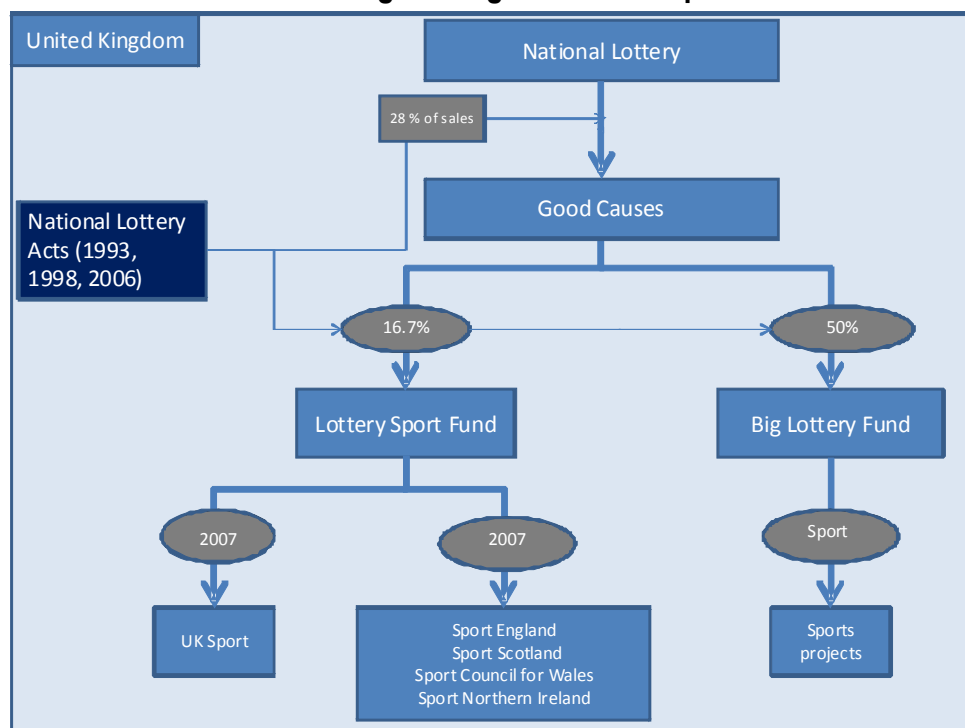 United Kingdom
National Lottery
28 % of sales
Good Causes
National Lottery
Acts (1993,
1998, 2006)
16.7%
50%
Lottery Sport Fund
Big Lottery Fund
2007
2007
Sport
UK Sport
Sport England
Sport Scotland
Sport Council for Wales
Sport Northern Ireland
Sports
projects